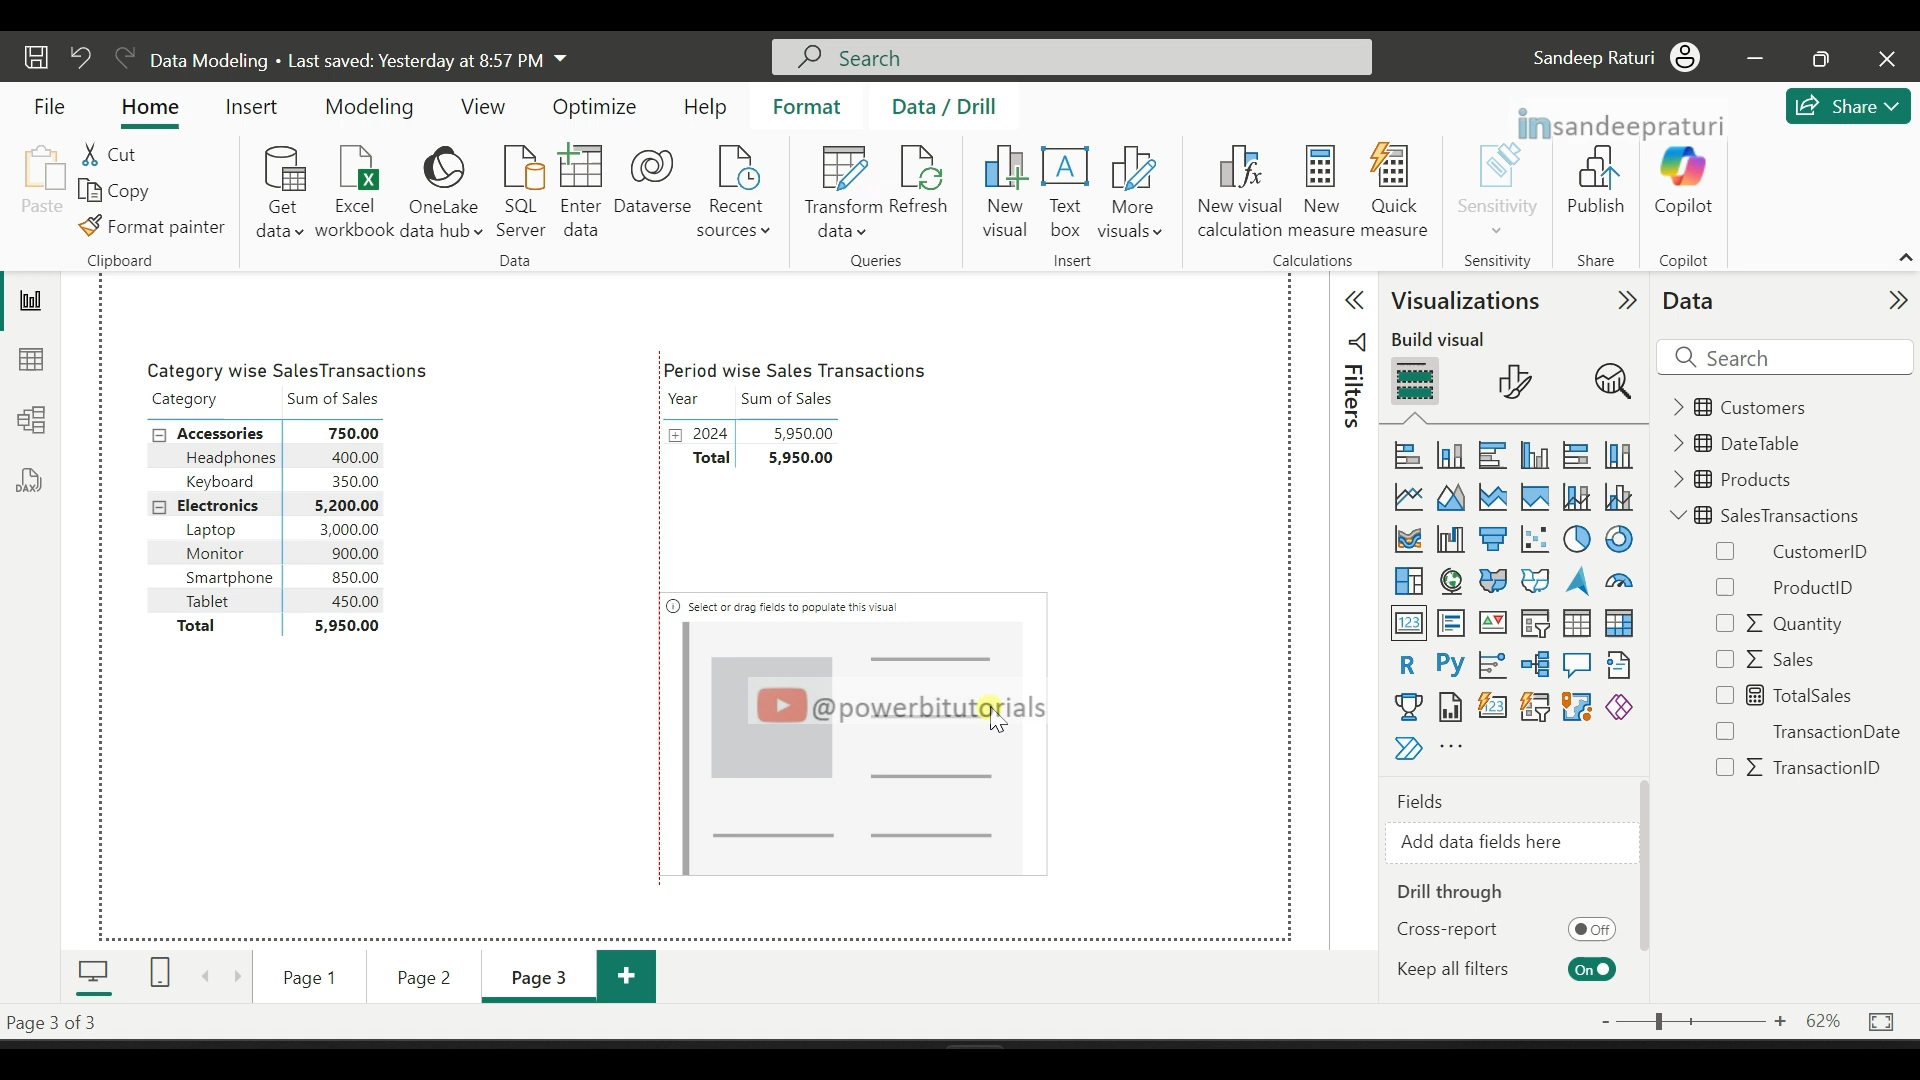 Data Modeling • Last saved: Yesterday at 8:57 PM
Search
Sandeep Raturi
File
Home
Insert
Modeling
View
Optimize
Help
Format
Data / Drill
Share
insandeepraturi
Paste
Cut
Copy
Format painter
Clipboard
Get
data
Excel
workbook
OneLake
data hub
SQL
Server
Enter
data
Dataverse
Recent
sources
Data
Transform
data
Refresh
Queries
New
visual
Text
box
More
visuals
Insert
New visual
calculation
New
measure
Quick
measure
Calculations
Sensitivity
Sensitivity
Publish
Share
Copilot
Copilot
DAX
Category wise SalesTransactions
Category Sum of Sales
Accessories 750.00
Headphones 400.00
Keyboard 350.00
Electronics 5,200.00
Laptop 3,000.00
Monitor 900.00
Smartphone 850.00
Tablet 450.00
Total 5,950.00
Period wise Sales Transactions
Year Sum of Sales
2024 5,950.00
Total 5,950.00
Select or drag fields to populate this visual
@powerbitutorials
Filters
Visualizations
Build visual
123
R
Py
123
Fields
Add data fields here
Drill through
Cross-report Off
Keep all filters On
Data
Search
Customers
DateTable
Products
SalesTransactions
CustomerID
ProductID
Σ Quantity
Σ Sales
TotalSales
TransactionDate
Σ TransactionID
Page 1
Page 2
Page 3
+
Page 3 of 3
- + 62%